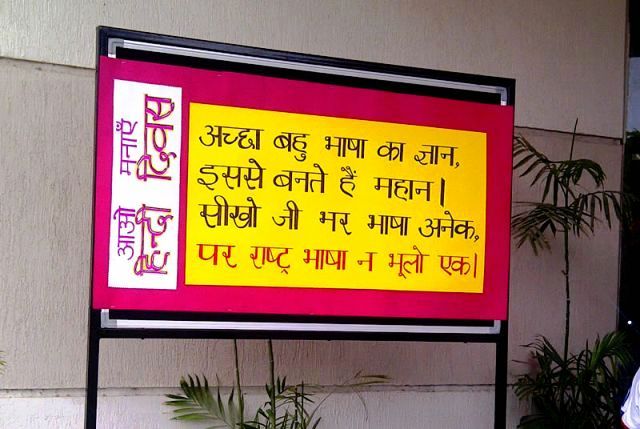 आओ मनाएँ
हिन्दी दिवस
अच्छा बहु भाषा का ज्ञान,
इससे बनते हैं महान।
सीखो जी भर भाषा अनेक,
पर राष्ट्र भाषा न भूलो एक।